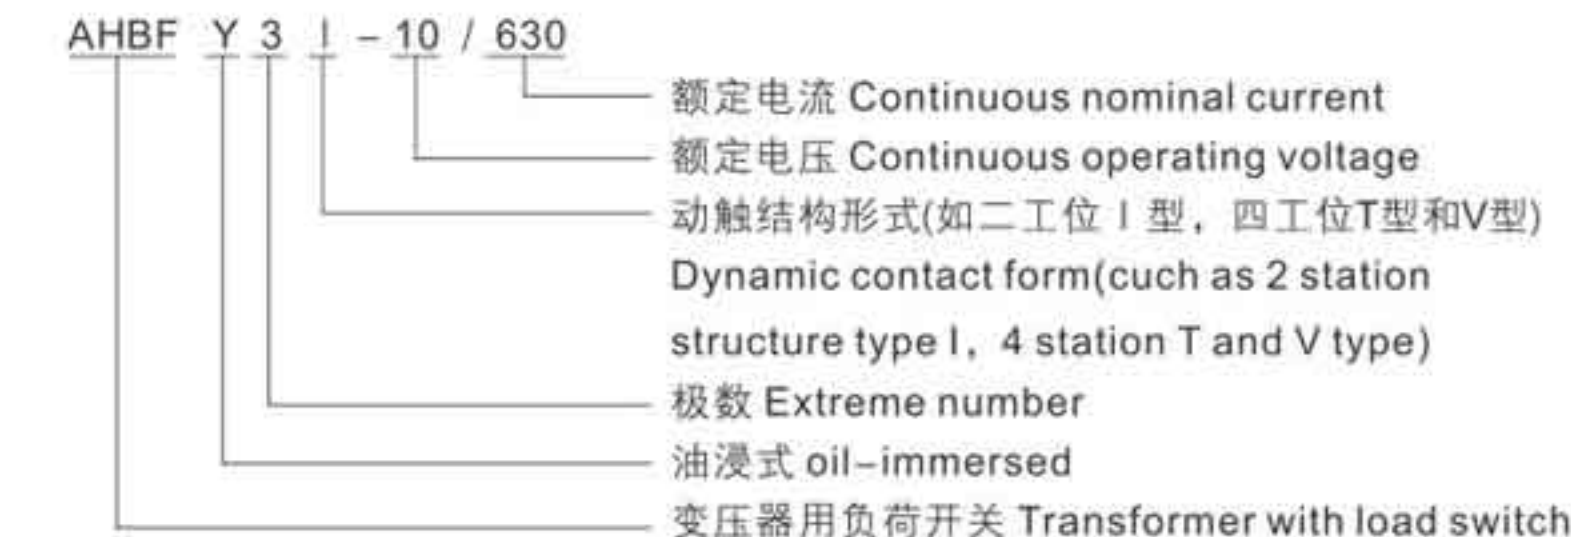 AHBF Y 3 I - 10 / 630
额定电流 Continuous nominal current
额定电压 Continuous operating voltage
动触结构形式(如二工位 I 型，四工位T型和V型)
Dynamic contact form(cuch as 2 station
structure type I，4 station T and V type)
极数 Extreme number
油浸式 oil-immersed
变压器用负荷开关 Transformer with load switch